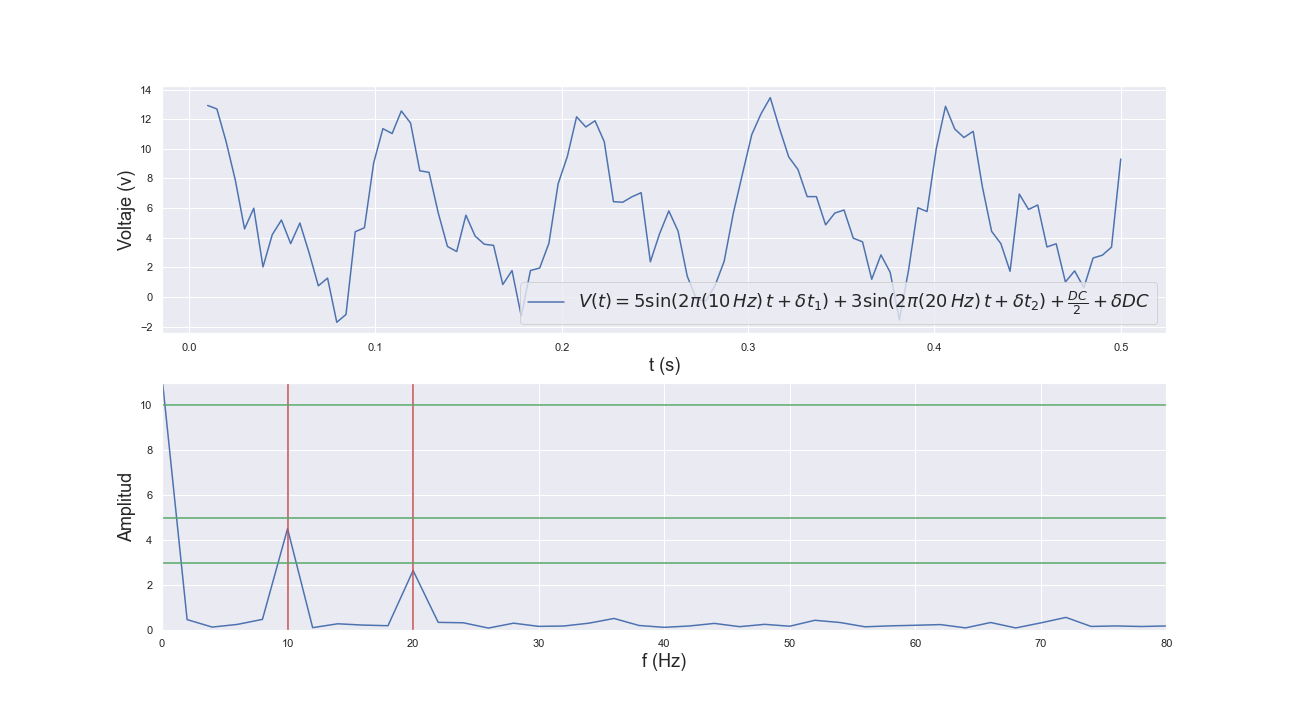 14
12
10
8
6
4
2
0
−2
Voltaje (v)
V(t) = 5sin(2π(10 Hz) t + δt₁) + 3sin(2π(20 Hz) t + δt₂) + DC/2 + δDC
0.0 0.1 0.2 0.3 0.4 0.5
t (s)
10
8
6
4
2
0
Amplitud
0 10 20 30 40 50 60 70 80
f (Hz)